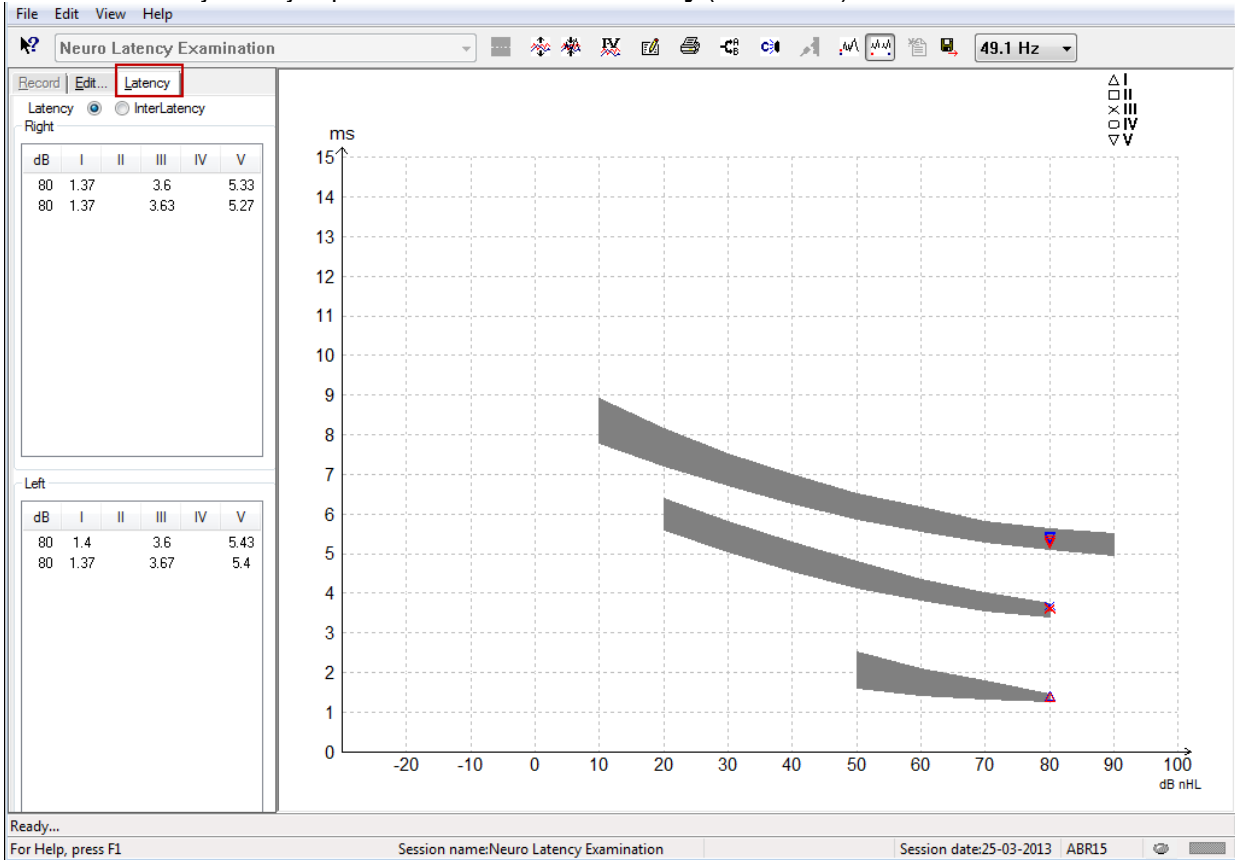 File Edit View Help
Neuro Latency Examination
49.1 Hz
Record Edit... Latency
Latency InterLatency
Right
dB I II III IV V
80 1.37 3.6 5.33
80 1.37 3.63 5.27
Left
dB I II III IV V
80 1.4 3.6 5.43
80 1.37 3.67 5.4
I
II
III
IV
V
ms
15
14
13
12
11
10
9
8
7
6
5
4
3
2
1
0
-20 -10 0 10 20 30 40 50 60 70 80 90 100
dB nHL
Ready...
For Help, press F1 Session name:Neuro Latency Examination Session date:25-03-2013 ABR15